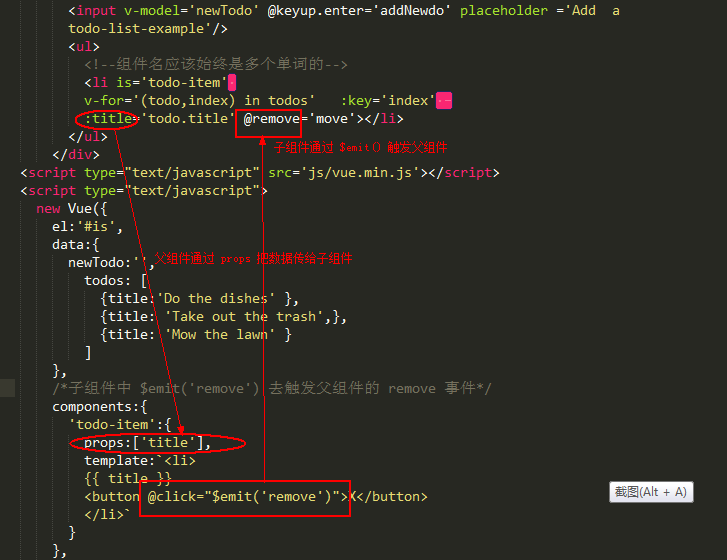 <input v-model='newTodo' @keyup.enter='addNewdo' placeholder ='Add  a
todo-list-example'/>
<ul>
<!--组件名应该始终是多个单词的-->
<li is='todo-item'
v-for='(todo,index) in todos'   :key='index'
:title='todo.title' @remove='move'></li>
子组件通过 $emit() 触发父组件
</ul>
</div>
<script type="text/javascript" src='js/vue.min.js'></script>
<script type="text/javascript">
new Vue({
el:'#is',
data:{
newTodo:'',
父组件通过 props 把数据传给子组件
todos: [
{title:'Do the dishes' },
{title: 'Take out the trash',},
{title: 'Mow the lawn' }
]
},
/*子组件中 $emit('remove') 去触发父组件的 remove 事件*/
components:{
'todo-item':{
props:['title'],
template:`<li>
{{ title }}
<button @click="$emit('remove')">X</button>
截图(Alt + A)
</li>`
}
},